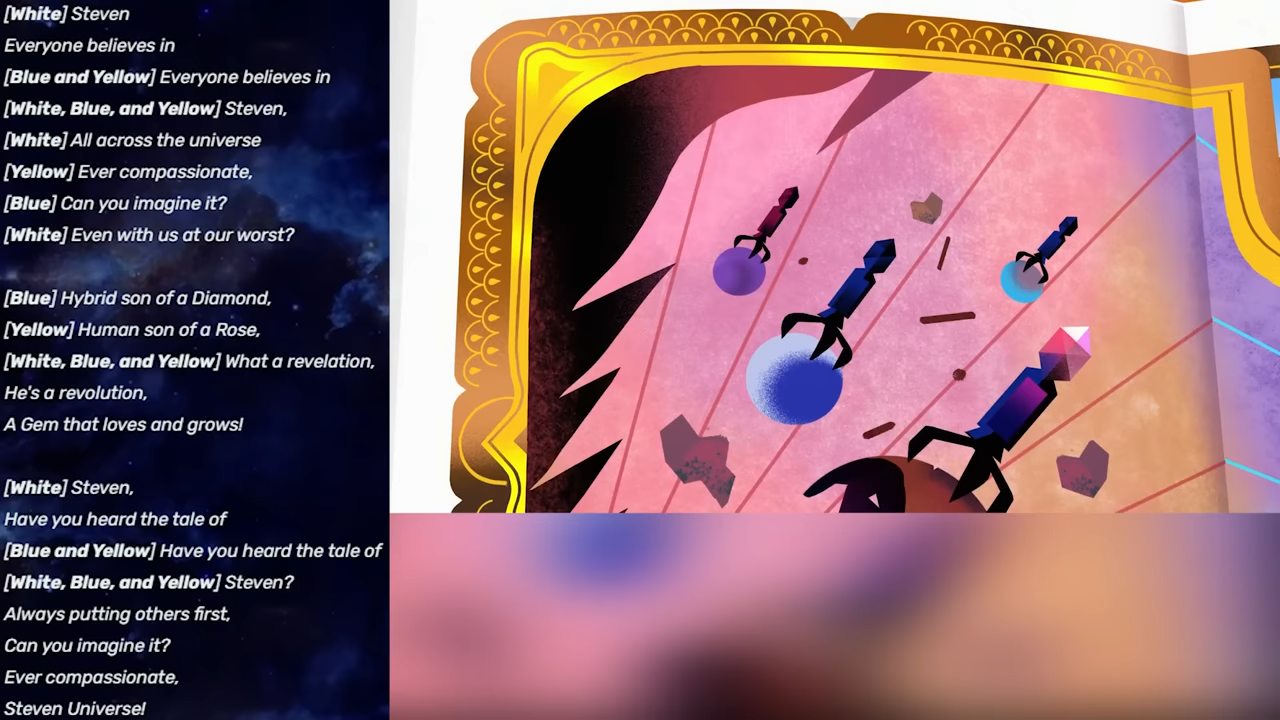 [White] Steven
Everyone believes in
[Blue and Yellow] Everyone believes in
[White, Blue, and Yellow] Steven,
[White] All across the universe
[Yellow] Ever compassionate,
[Blue] Can you imagine it?
[White] Even with us at our worst?
[Blue] Hybrid son of a Diamond,
[Yellow] Human son of a Rose,
[White, Blue, and Yellow] What a revelation,
He's a revolution,
A Gem that loves and grows!
[White] Steven,
Have you heard the tale of
[Blue and Yellow] Have you heard the tale of
[White, Blue, and Yellow] Steven?
Always putting others first,
Can you imagine it?
Ever compassionate,
Steven Universe!